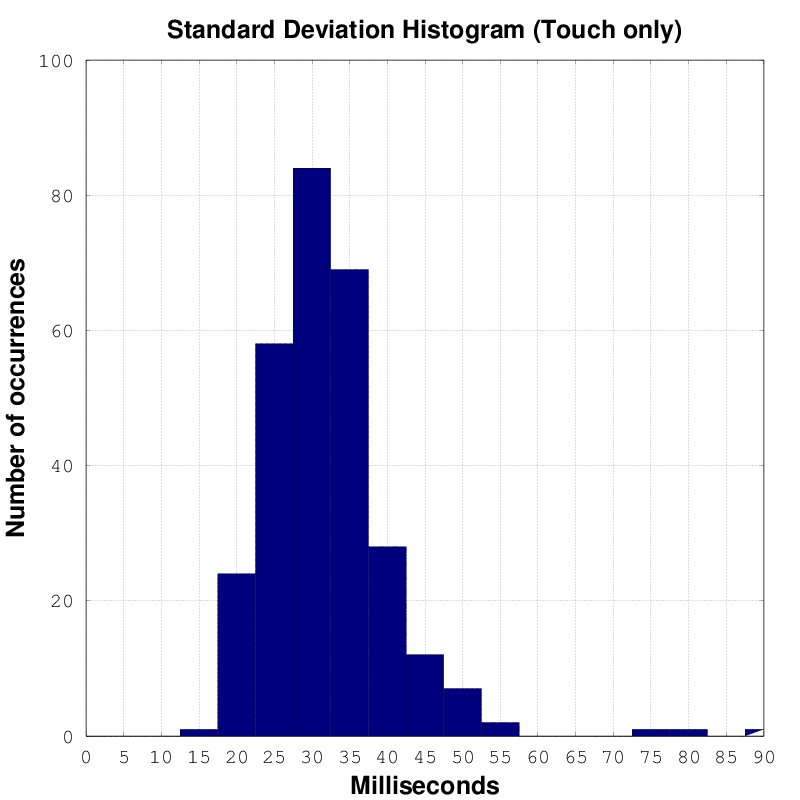 Standard Deviation Histogram (Touch only)
100
80
60
40
20
0
Number of occurrences
0 5 10 15 20 25 30 35 40 45 50 55 60 65 70 75 80 85 90
Milliseconds